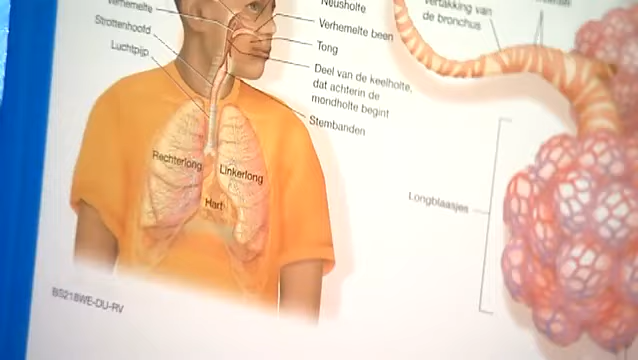 Verhemelte
Strottenhoofd
Luchtpijp
Neusholte
Verhemelte been
Tong
Deel van de keelholte,
dat achterin de
mondholte begint
Stembanden
Rechterlong
Linkerlong
Hart
vertakking van
de bronchus
Longblaasjes
BS218WE-DU-RV